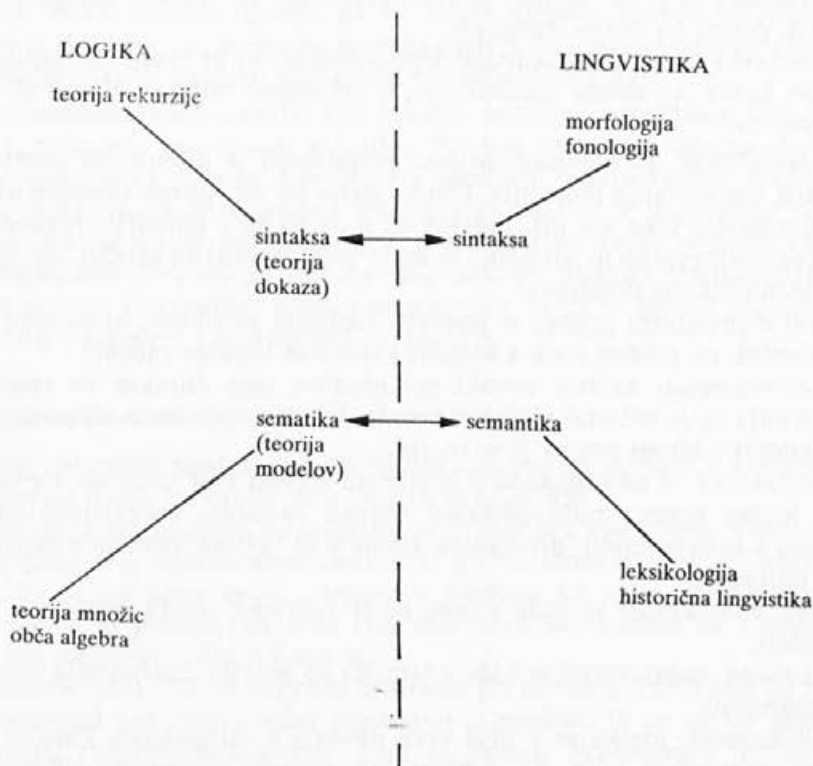 LOGIKA
teorija rekurzije
sintaksa
(teorija
dokaza)
sematika
(teorija
modelov)
teorija množic
obča algebra
LINGVISTIKA
morfologija
fonologija
sintaksa
semantika
leksikologija
historična lingvistika